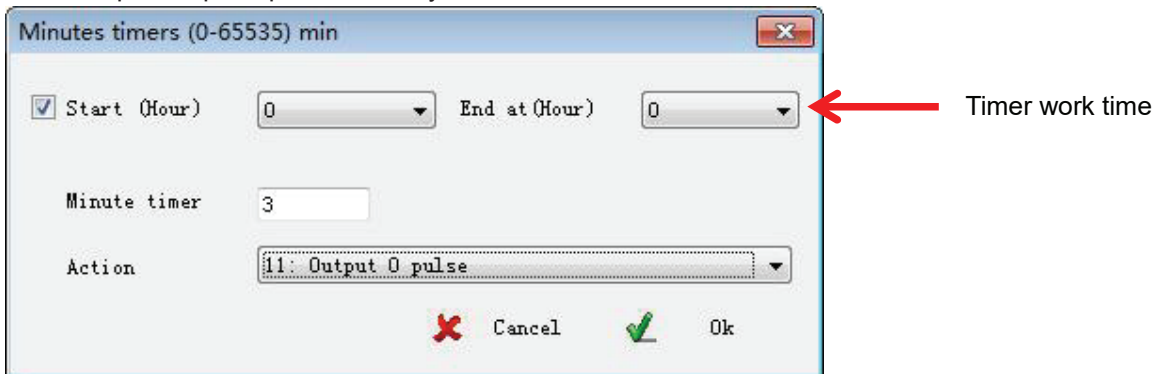 Minutes timers (0-65535) min
Start (Hour) 0 End at(Hour) 0 Timer work time
Minute timer 3
Action 11: Output O pulse
Cancel Ok